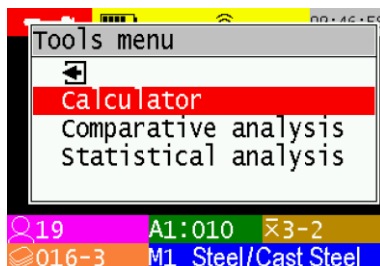 Tools menu
Calculator
Comparative analysis
Statistical analysis
19 A1:010 x̅3-2
016-3 M1 Steel/Cast Steel